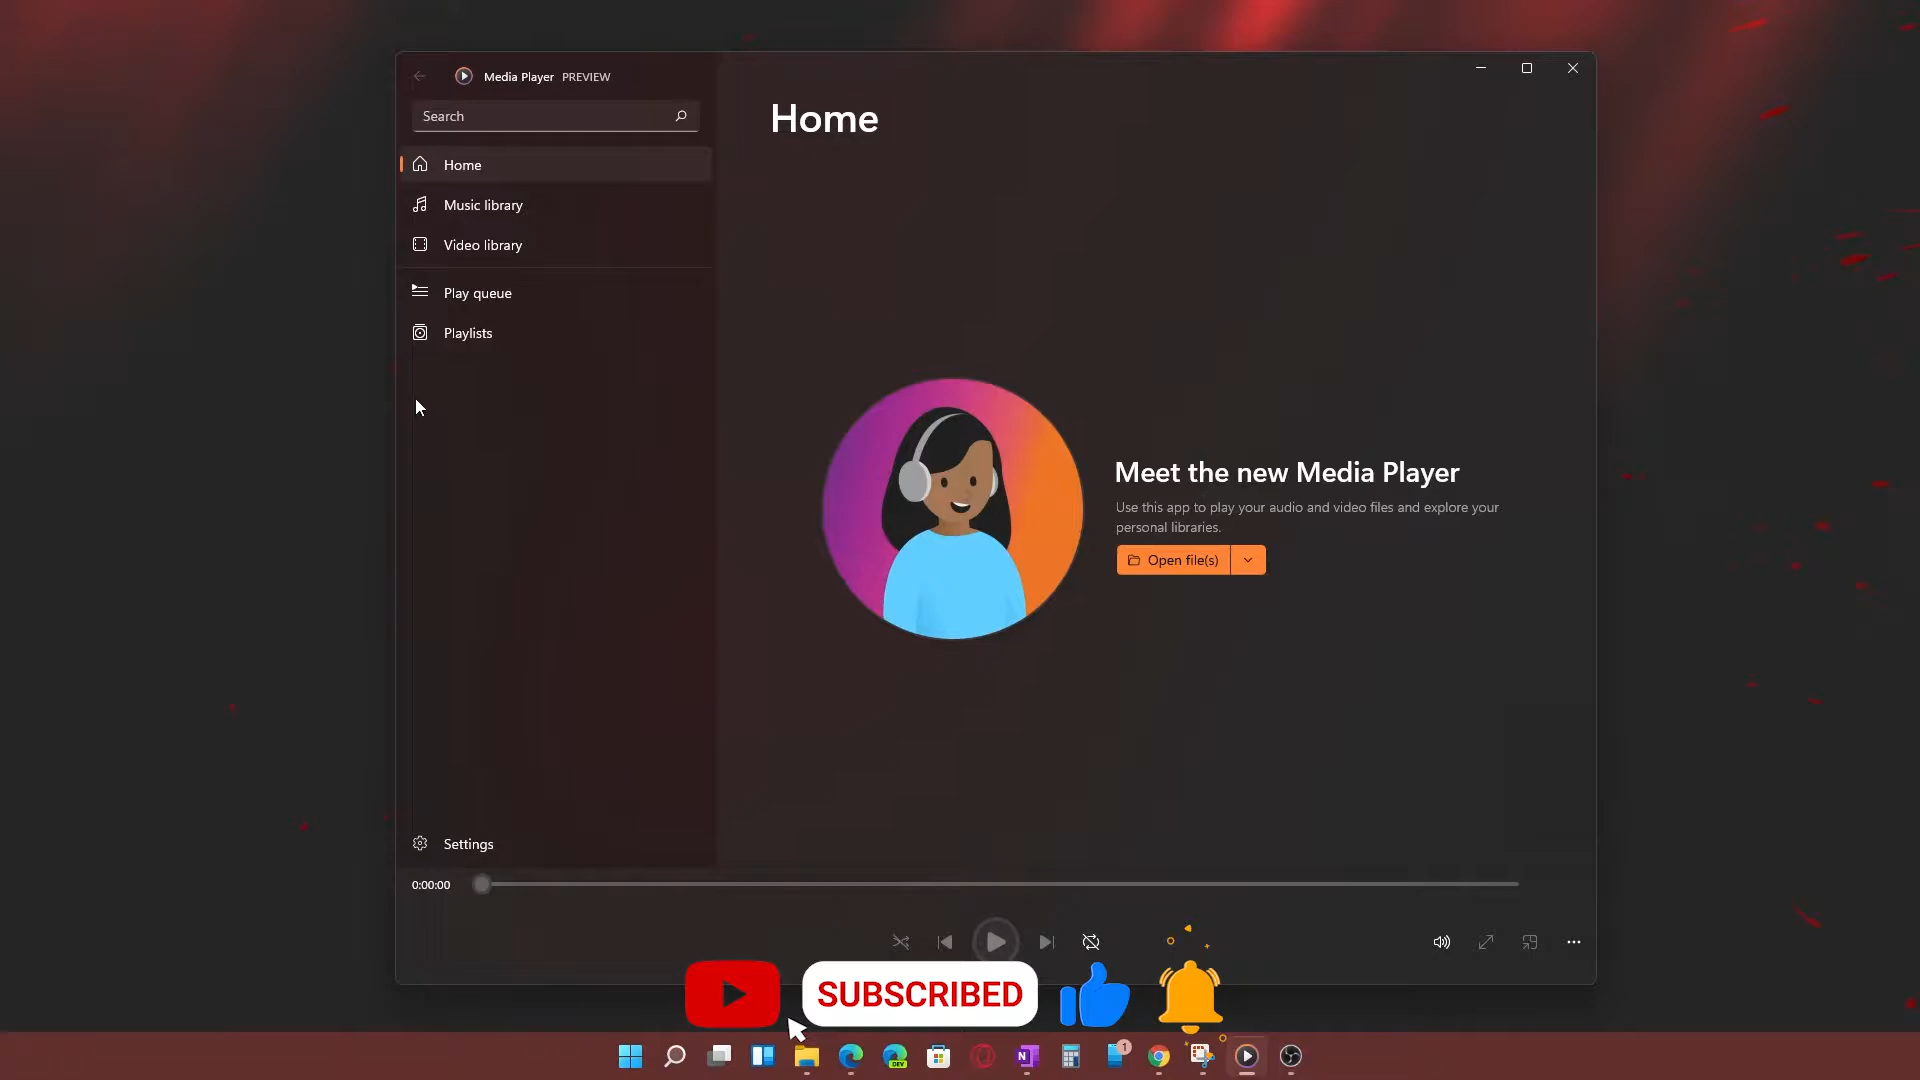 Media Player PREVIEW
Search
Home
Music library
Video library
Play queue
Playlists
Settings
Home
Meet the new Media Player
Use this app to play your audio and video files and explore your
personal libraries.
Open file(s)
0:00:00
SUBSCRIBED
DEV
N
1